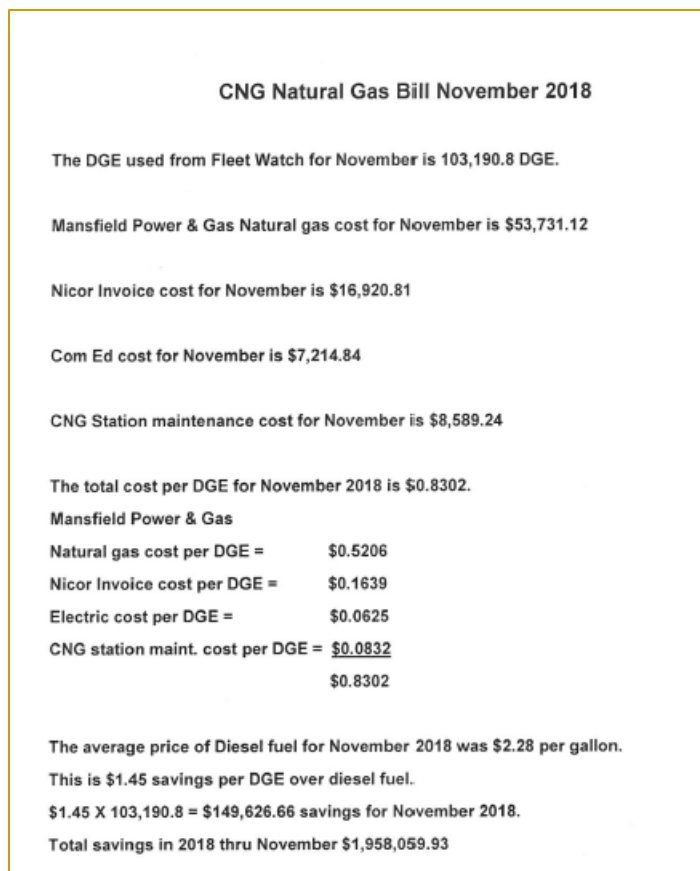 CNG Natural Gas Bill November 2018
The DGE used from Fleet Watch for November is 103,190.8 DGE.
Mansfield Power & Gas Natural gas cost for November is $53,731.12
Nicor Invoice cost for November is $16,920.81
Com Ed cost for November is $7,214.84
CNG Station maintenance cost for November is $8,589.24
The total cost per DGE for November 2018 is $0.8302.
Mansfield Power & Gas
Natural gas cost per DGE = $0.5206
Nicor Invoice cost per DGE = $0.1639
Electric cost per DGE = $0.0625
CNG station maint. cost per DGE = $0.0832
$0.8302
The average price of Diesel fuel for November 2018 was $2.28 per gallon.
This is $1.45 savings per DGE over diesel fuel.
$1.45 X 103,190.8 = $149,626.66 savings for November 2018.
Total savings in 2018 thru November $1,958,059.93